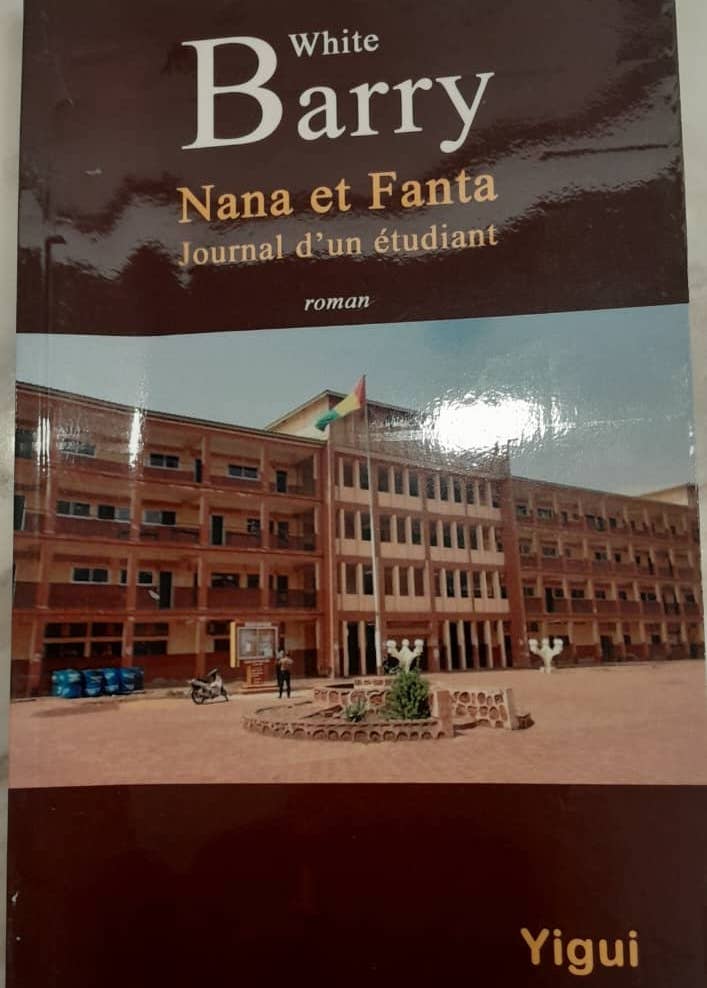 White
Barry
Nana et Fanta
Journal d'un étudiant
roman
Yigui